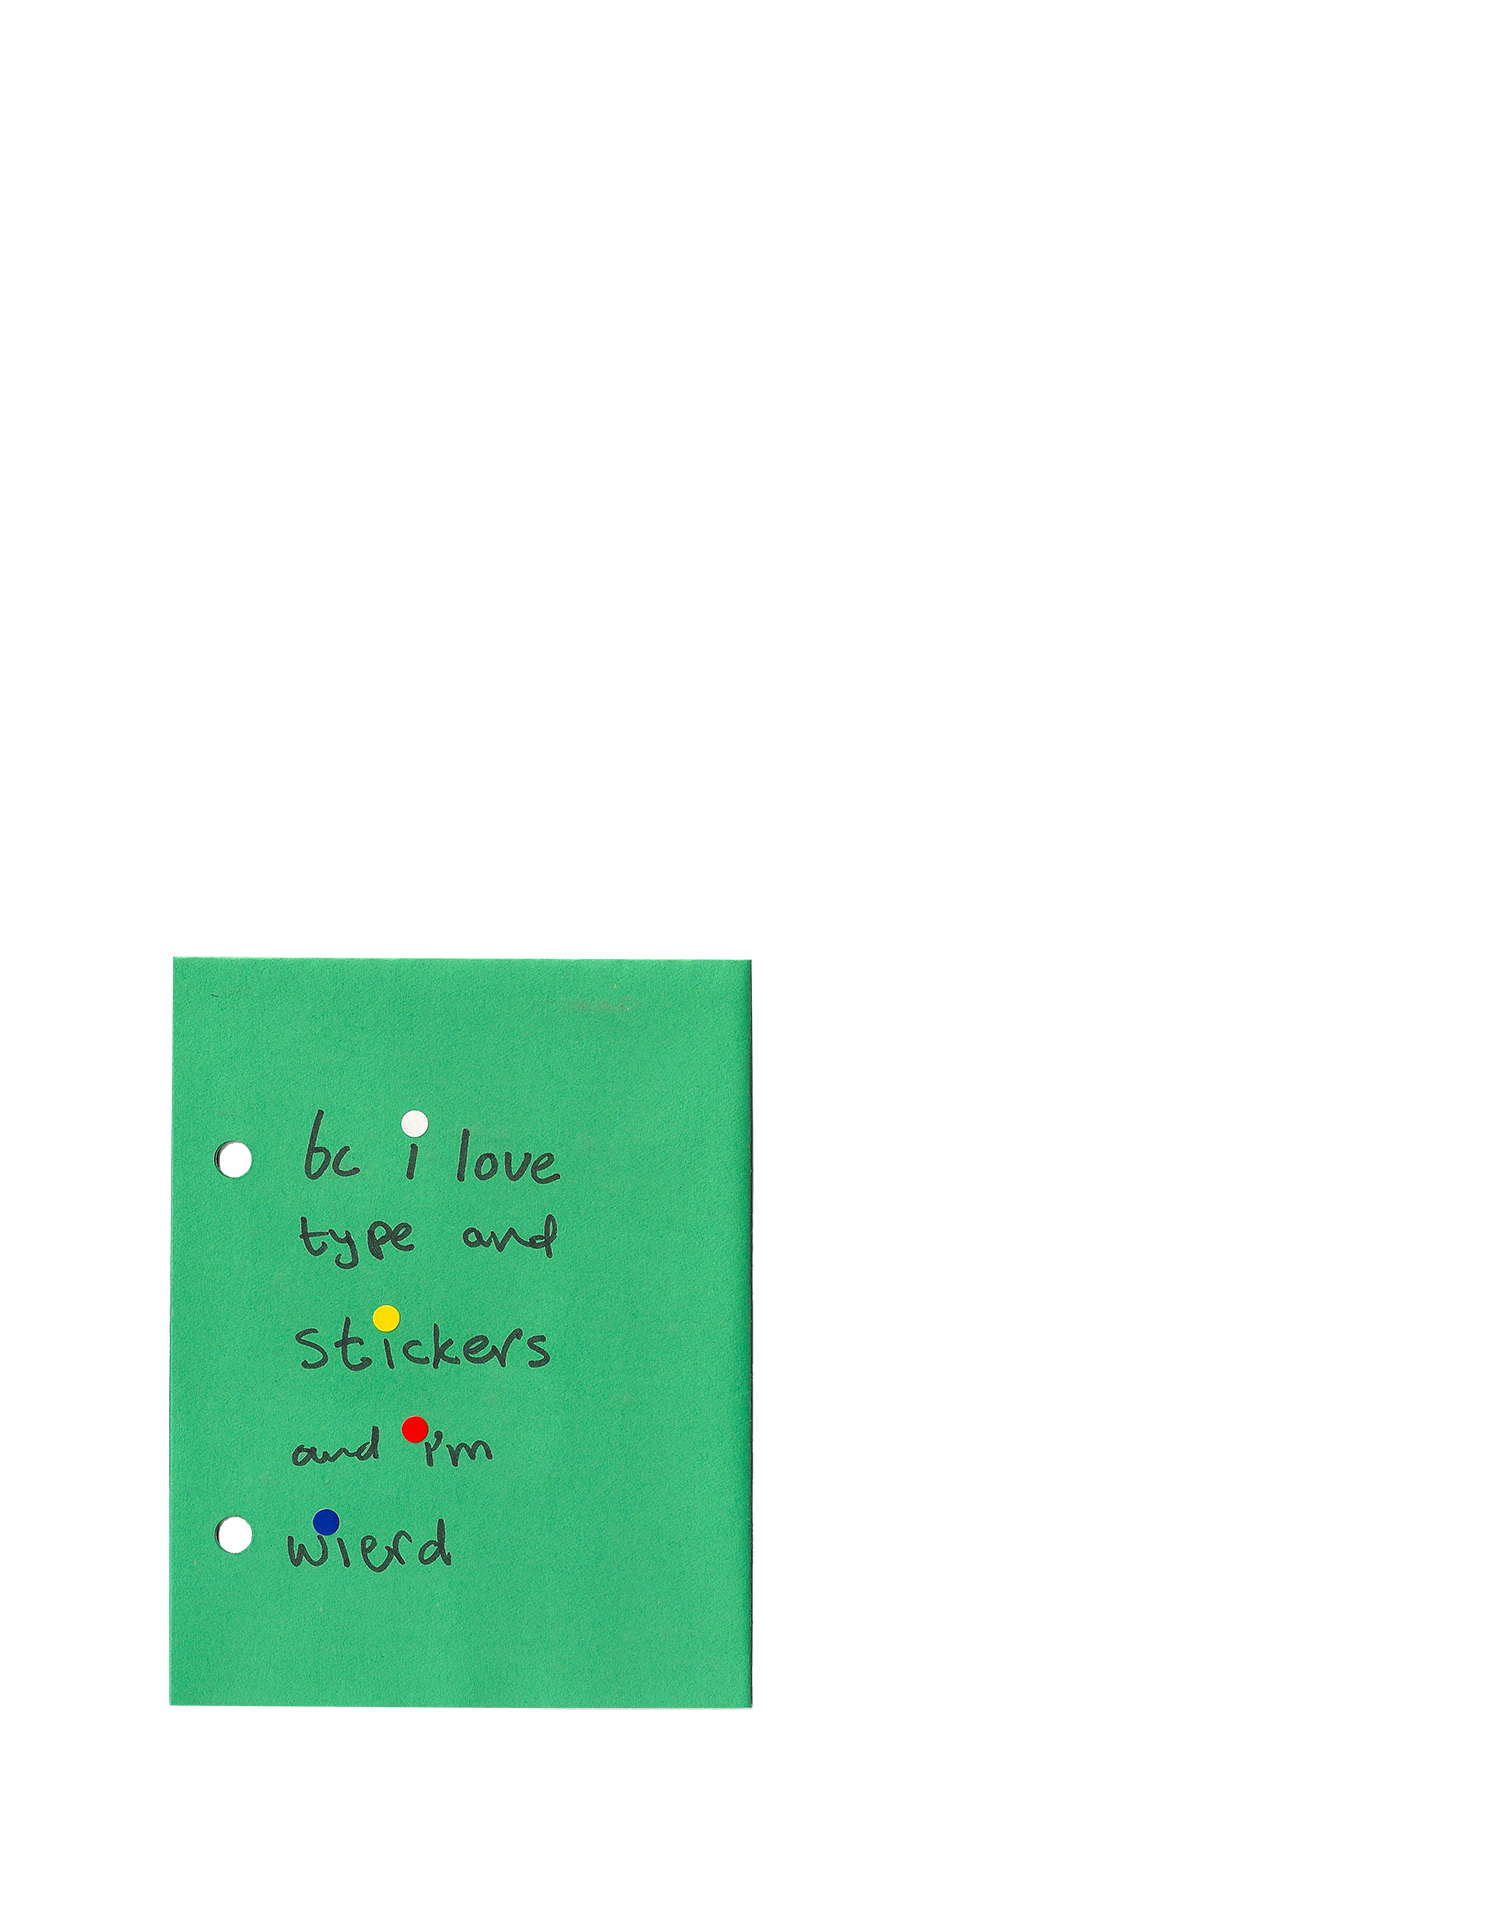 bc i love
type and
stickers
and i'm
wierd